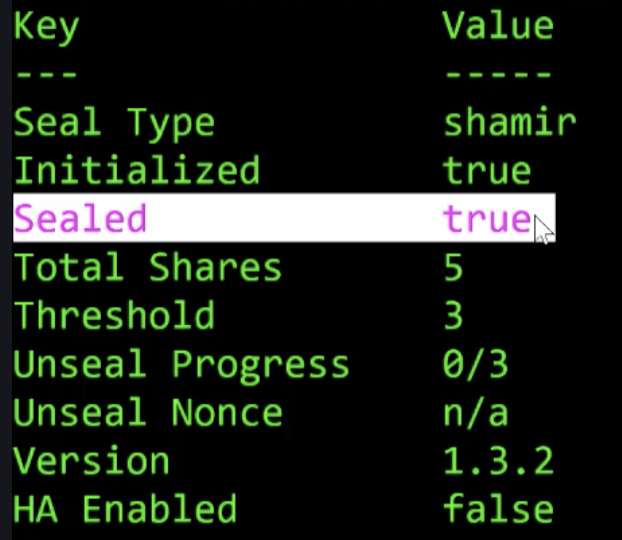 Key Value
--- -----
Seal Type shamir
Initialized true
Sealed true
Total Shares 5
Threshold 3
Unseal Progress 0/3
Unseal Nonce n/a
Version 1.3.2
HA Enabled false